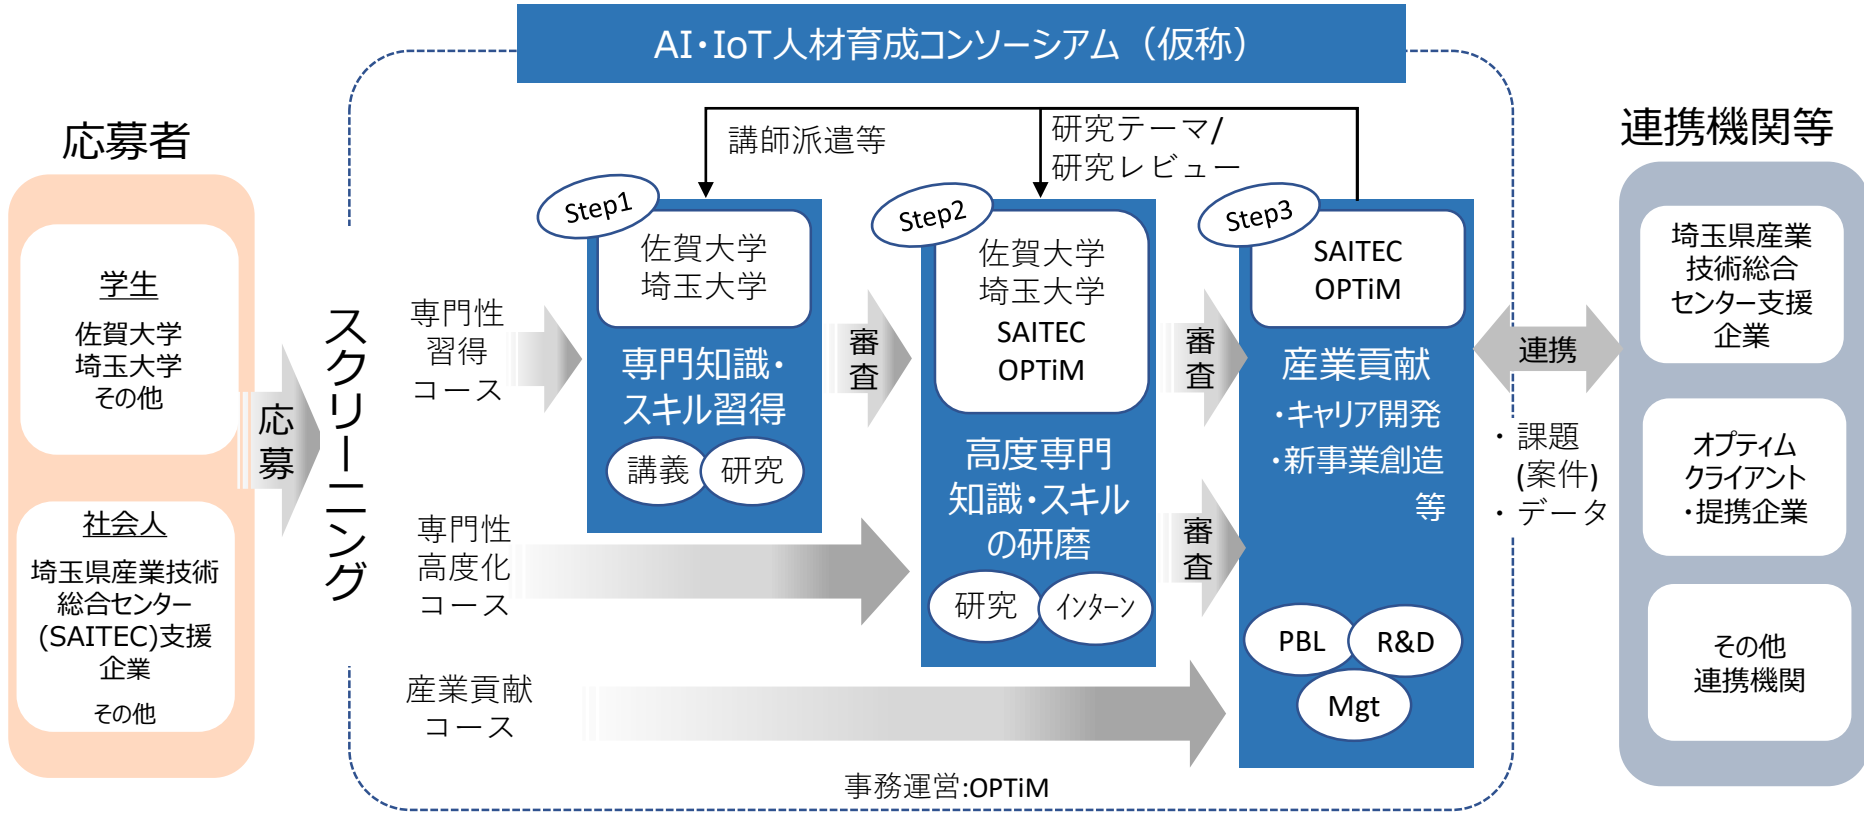 AI・IoT人材育成コンソーシアム（仮称）
応募者
学生
佐賀大学
埼玉大学
その他
社会人
埼玉県産業技術
総合センター
(SAITEC)支援
企業
その他
応募
スクリーニング
専門性
習得
コース
専門性
高度化
コース
産業貢献
コース
講師派遣等
研究テーマ/
研究レビュー
Step1
佐賀大学
埼玉大学
専門知識・
スキル習得
講義
研究
審査
Step2
佐賀大学
埼玉大学
SAITEC
OPTiM
高度専門
知識・スキル
の研磨
研究
インターン
審査
審査
Step3
SAITEC
OPTiM
産業貢献
・キャリア開発
・新事業創造
等
PBL
R&D
Mgt
事務運営:OPTiM
連携
・課題
(案件)
・データ
連携機関等
埼玉県産業
技術総合
センター支援
企業
オプティム
クライアント
・提携企業
その他
連携機関